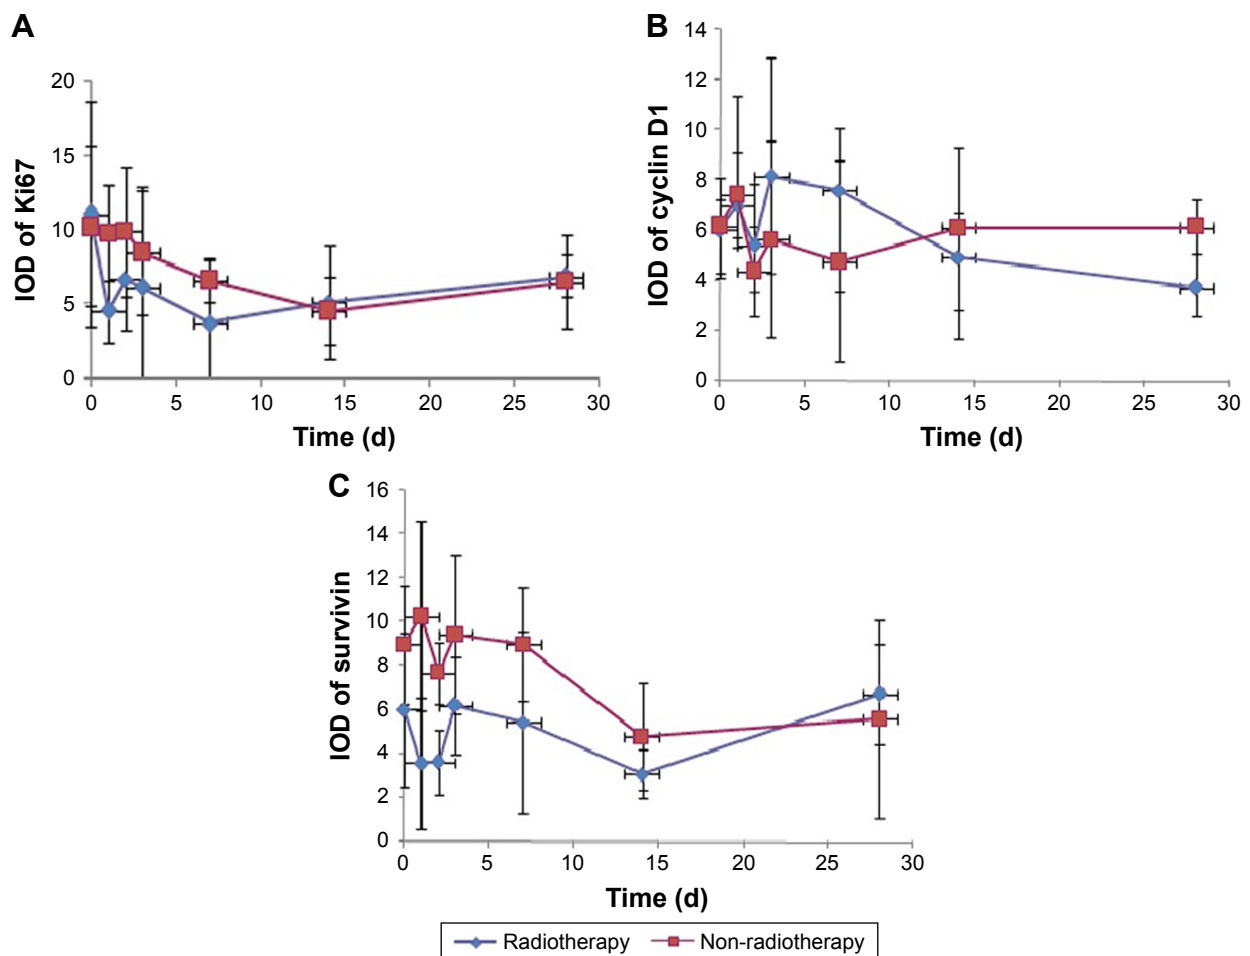 A
IOD of Ki67
20
15
10
5
0
0 5 10 15 20 25 30
Time (d)
B
IOD of cyclin D1
14
12
10
8
6
4
2
0
0 5 10 15 20 25 30
Time (d)
C
IOD of survivin
16
14
12
10
8
6
4
2
0
0 5 10 15 20 25 30
Time (d)
Radiotherapy Non-radiotherapy